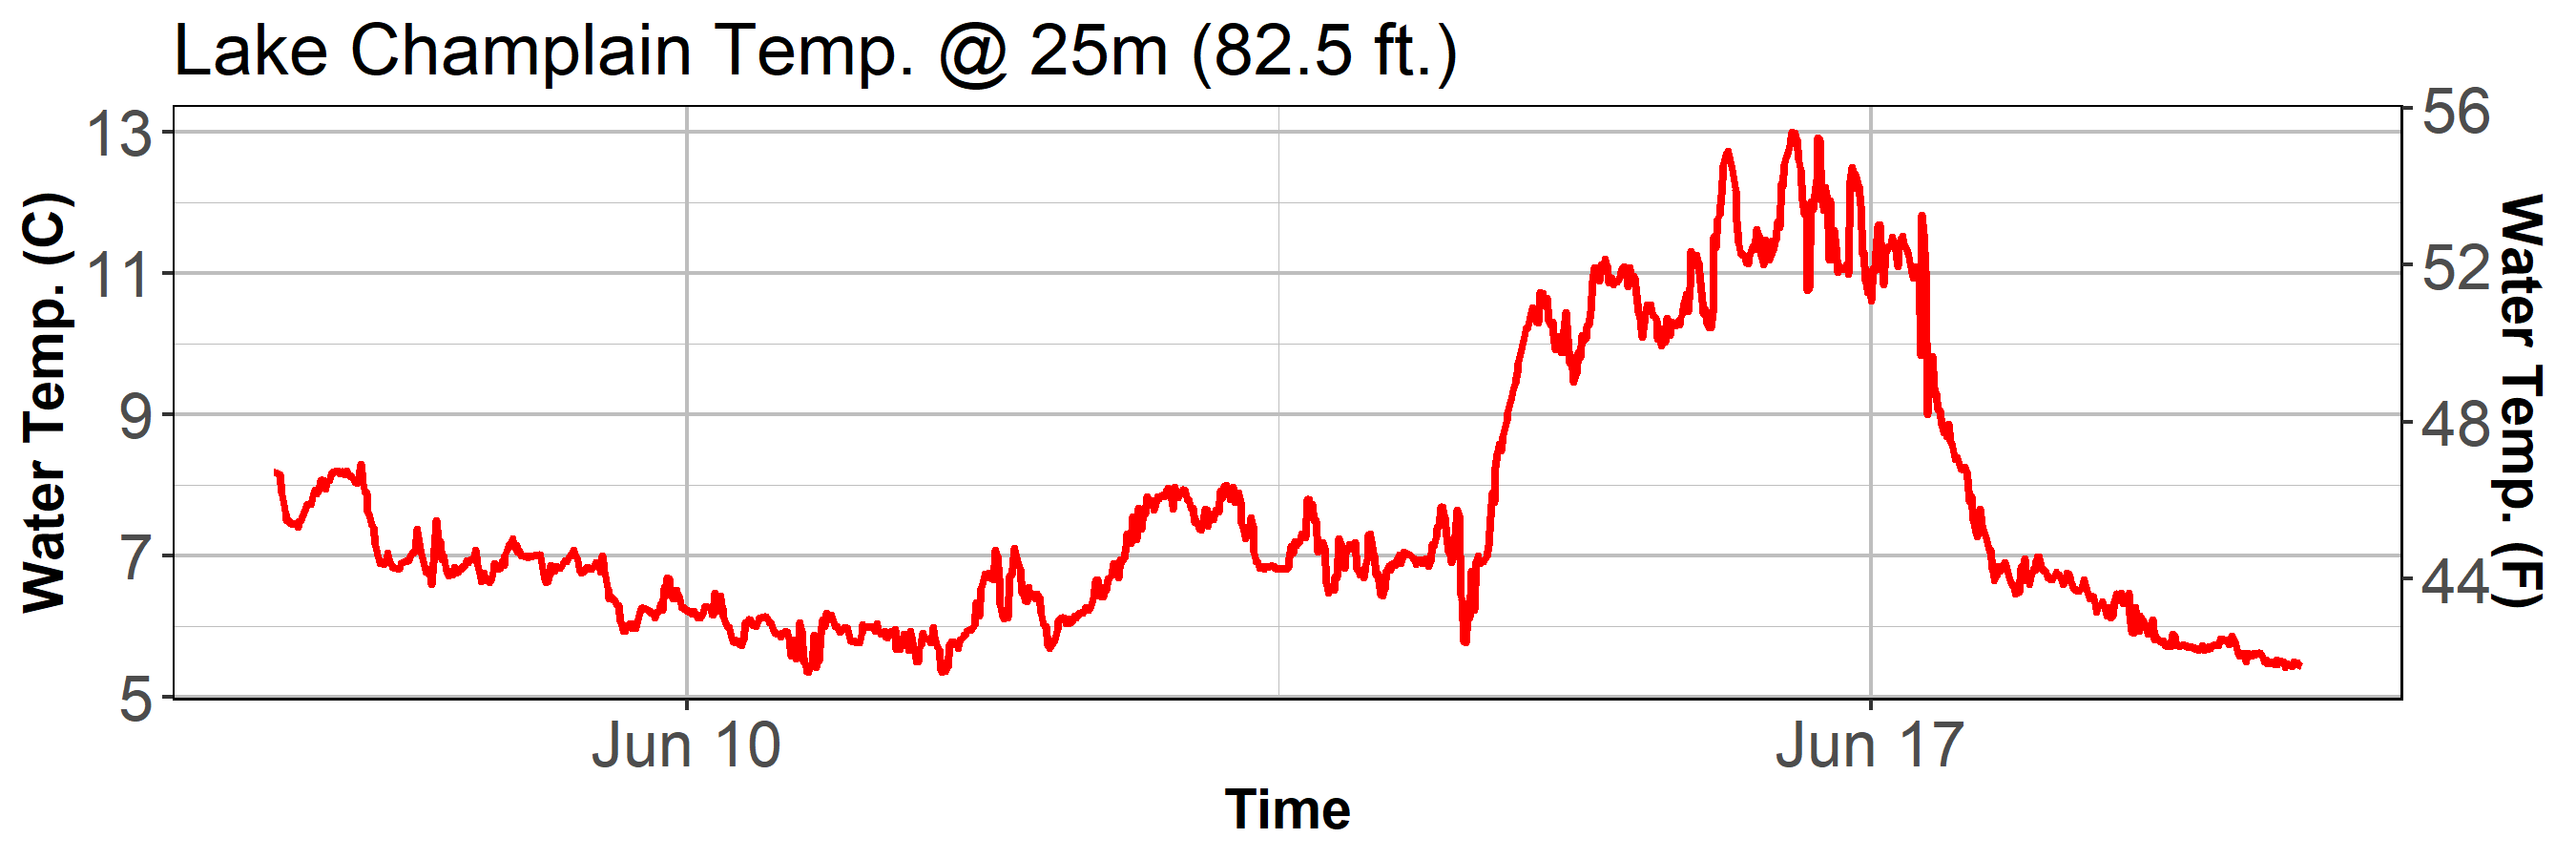 Lake Champlain Temp. @ 25m (82.5 ft.)
Water Temp. (C)
13
11
9
7
5
56
52
48
44
Water Temp. (F)
Jun 10
Jun 17
Time